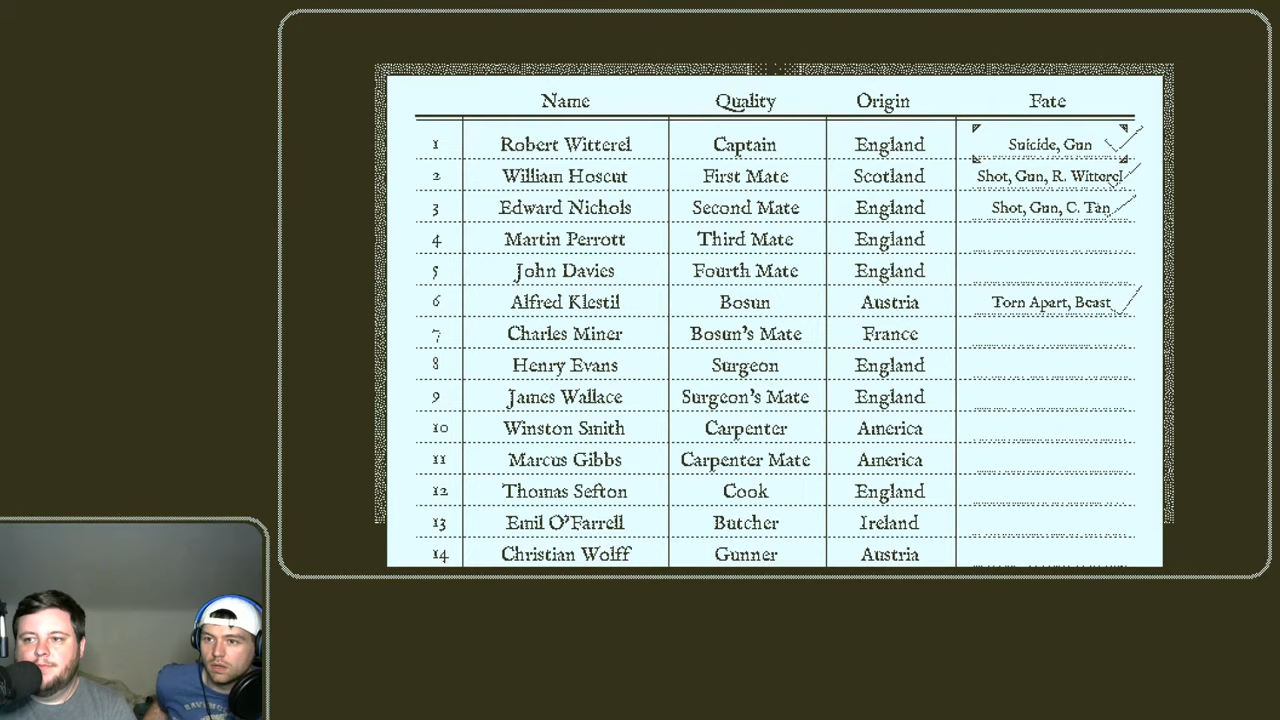 Name Quality Origin Fate
1 Robert Witterel Captain England Suicide, Gun
2 William Hoscut First Mate Scotland Shot, Gun, R. Witterel
3 Edward Nichols Second Mate England Shot, Gun, C. Tan
4 Martin Perrott Third Mate England
5 John Davies Fourth Mate England
6 Alfred Klestil Bosun Austria Torn Apart, Beast
7 Charles Miner Bosun's Mate France
8 Henry Evans Surgeon England
9 James Wallace Surgeon's Mate England
10 Winston Smith Carpenter America
11 Marcus Gibbs Carpenter Mate America
12 Thomas Sefton Cook England
13 Emil O'Farrell Butcher Ireland
14 Christian Wolff Gunner Austria